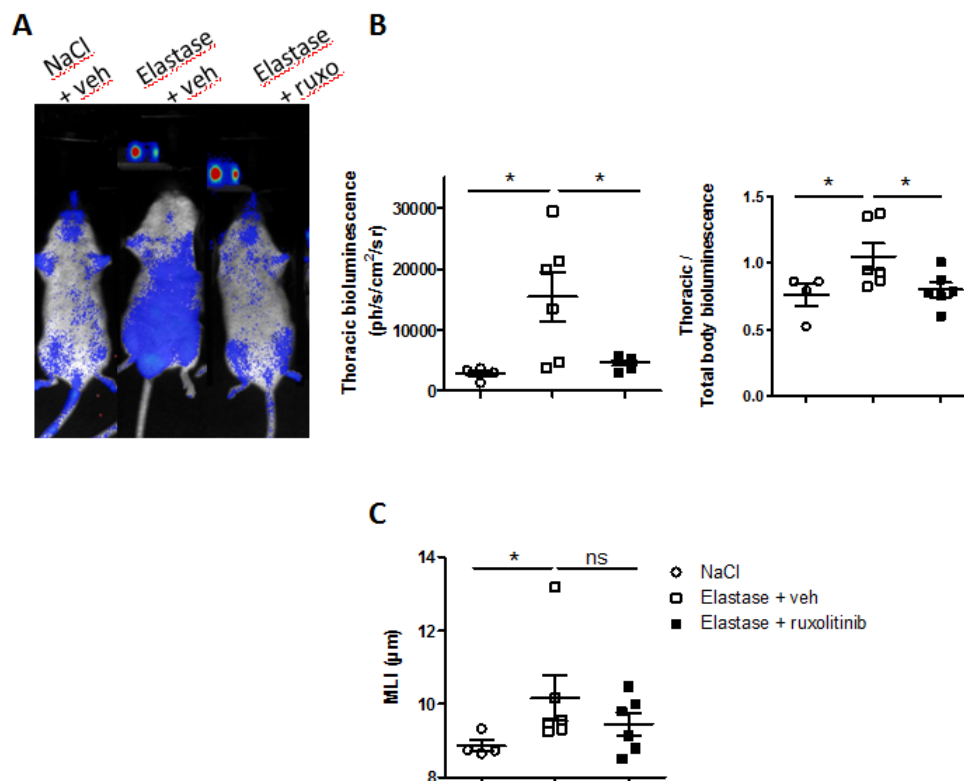 A
NaCl
+ veh
Elastase
+ veh
Elastase
+ ruxo
B
Thoracic bioluminescence
(ph/s/cm²/sr)
30000
20000
10000
0
*
*
Thoracic /
Total body bioluminescence
1.5
1.0
0.5
0.0
*
*
C
MLI (µm)
14
12
10
8
*
ns
NaCl
Elastase + veh
Elastase + ruxolitinib